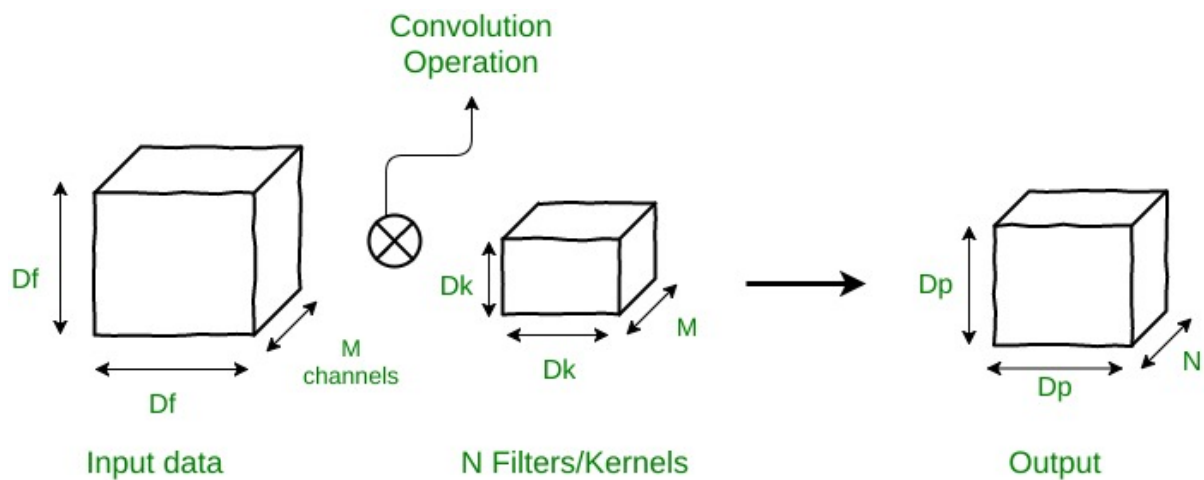 Convolution
Operation
Df
Df
M
channels
Dk
Dk
M
Dp
Dp
N
Input data
N Filters/Kernels
Output